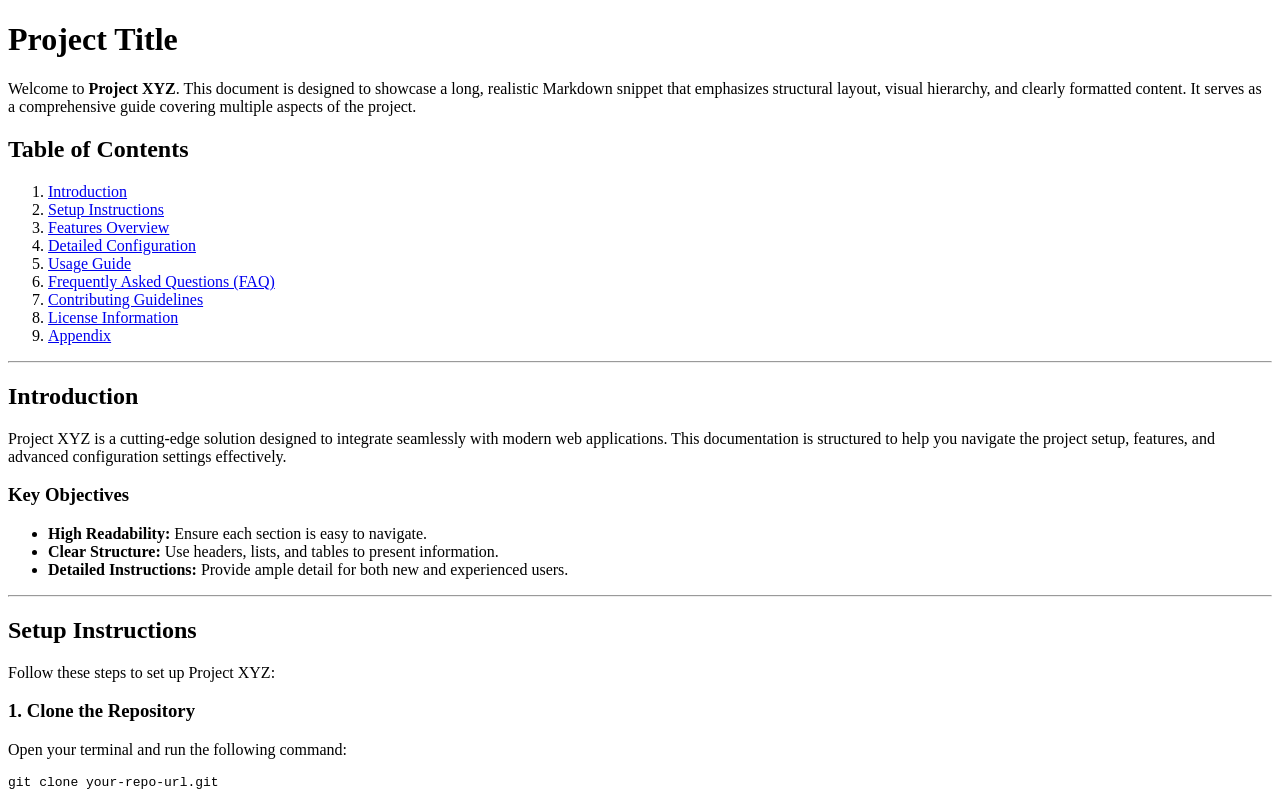 Project Title
Welcome to Project XYZ. This document is designed to showcase a long, realistic Markdown snippet that emphasizes structural layout, visual hierarchy, and clearly formatted content. It serves as
a comprehensive guide covering multiple aspects of the project.
Table of Contents
1. Introduction
2. Setup Instructions
3. Features Overview
4. Detailed Configuration
5. Usage Guide
6. Frequently Asked Questions (FAQ)
7. Contributing Guidelines
8. License Information
9. Appendix
Introduction
Project XYZ is a cutting-edge solution designed to integrate seamlessly with modern web applications. This documentation is structured to help you navigate the project setup, features, and
advanced configuration settings effectively.
Key Objectives
• High Readability: Ensure each section is easy to navigate.
• Clear Structure: Use headers, lists, and tables to present information.
• Detailed Instructions: Provide ample detail for both new and experienced users.
Setup Instructions
Follow these steps to set up Project XYZ:
1. Clone the Repository
Open your terminal and run the following command:
git clone your-repo-url.git